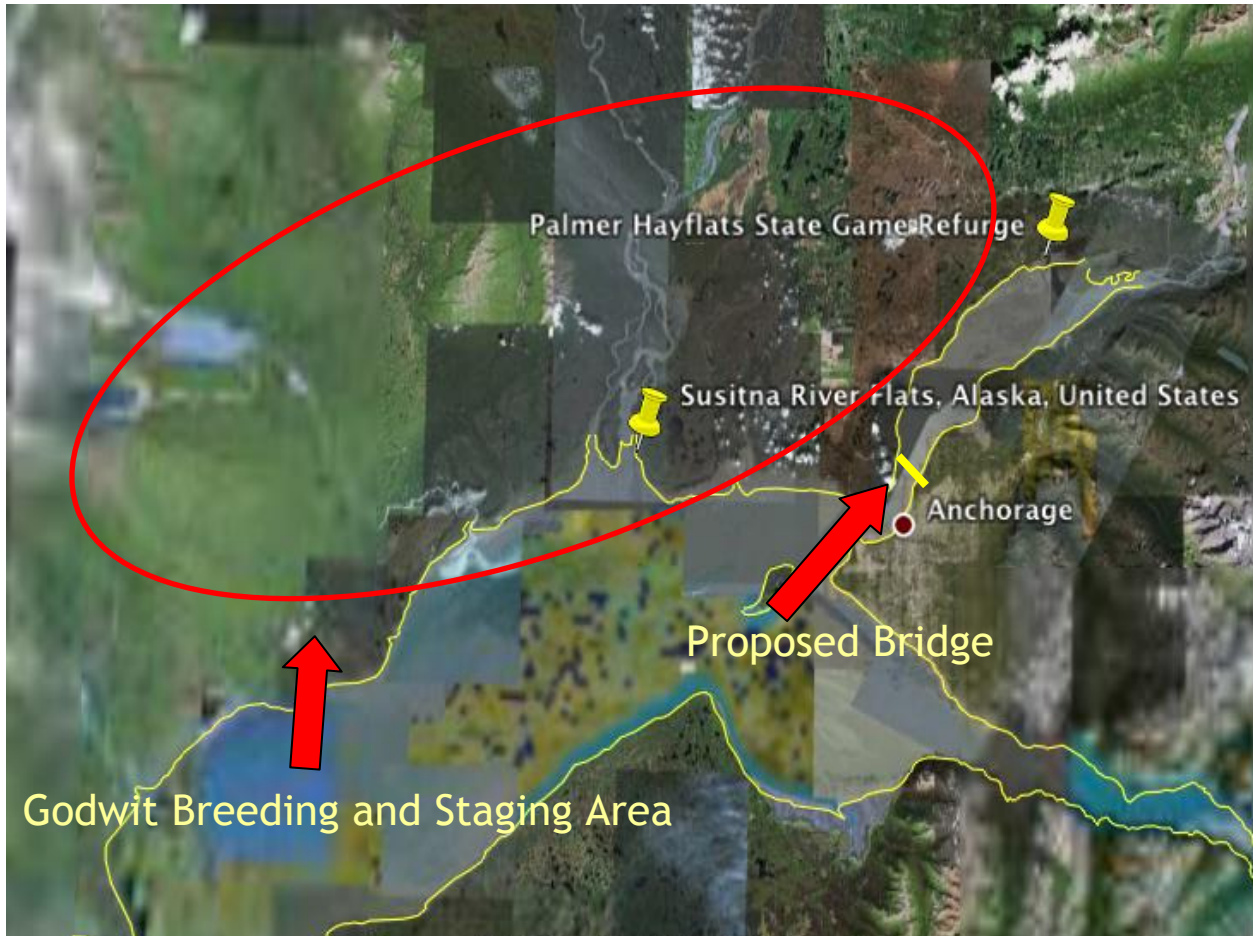 Palmer Hayflats State Game Refurge
Susitna River Flats, Alaska, United States
Anchorage
Proposed Bridge
Godwit Breeding and Staging Area